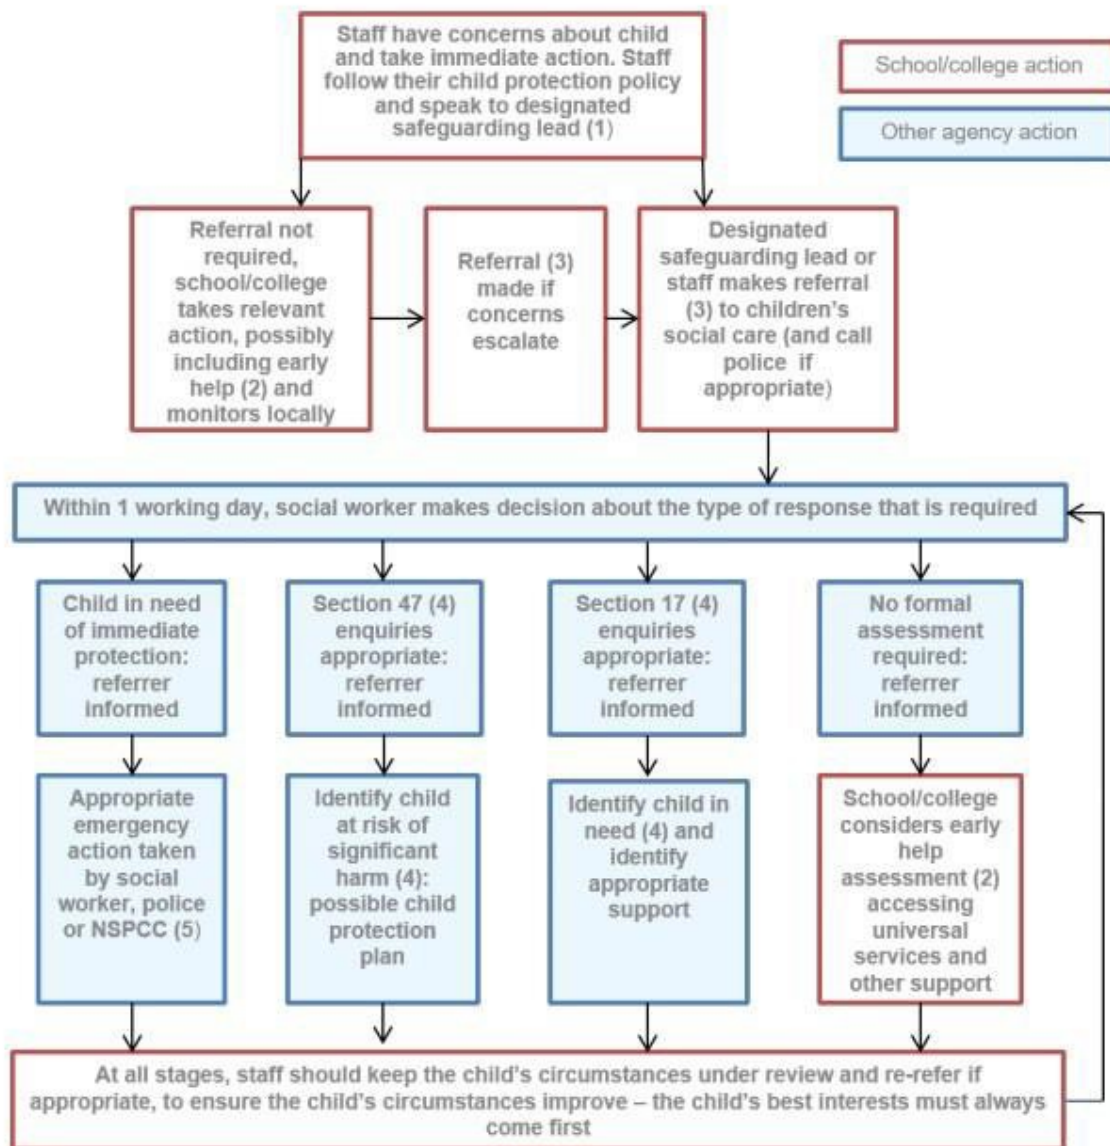 Staff have concerns about child
and take immediate action. Staff
follow their child protection policy
and speak to designated
safeguarding lead (1)
School/college action
Other agency action
Referral not
required,
school/college
takes relevant
action, possibly
including early
help (2) and
monitors locally
Referral (3)
made if
concerns
escalate
Designated
safeguarding lead or
staff makes referral
(3) to children's
social care (and call
police if
appropriate)
Within 1 working day, social worker makes decision about the type of response that is required
Child in need
of immediate
protection:
referrer
informed
Section 47 (4)
enquiries
appropriate:
referrer
informed
Section 17 (4)
enquiries
appropriate:
referrer
informed
No formal
assessment
required:
referrer
informed
Appropriate
emergency
action taken
by social
worker, police
or NSPCC (5)
Identify child
at risk of
significant
harm (4):
possible child
protection
plan
Identify child in
need (4) and
identify
appropriate
support
School/college
considers early
help
assessment (2)
accessing
universal
services and
other support
At all stages, staff should keep the child's circumstances under review and re-refer if
appropriate, to ensure the child's circumstances improve – the child's best interests must always
come first